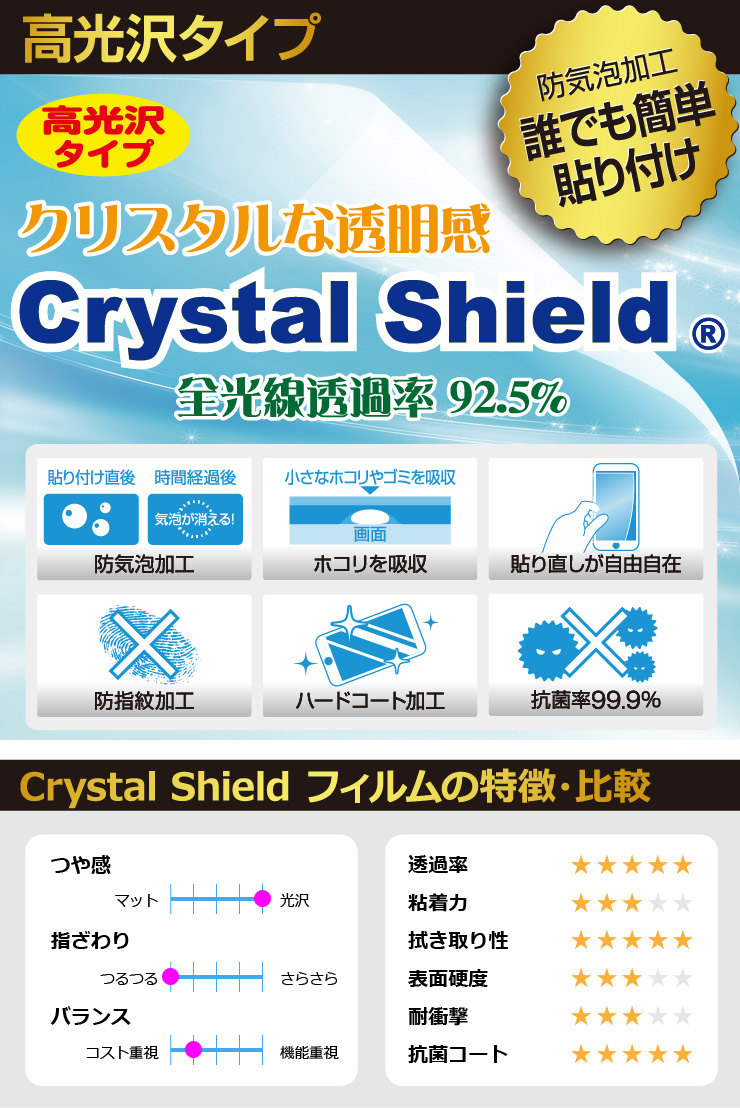 高光沢タイプ
防気泡加工
誰でも簡単
貼り付け
高光沢
タイプ
クリスタルな透明感
Crystal Shield ®
全光線透過率 92.5%
貼り付け直後 時間経過後
気泡が消える!
防気泡加工
小さなホコリやゴミを吸収
画面
ホコリを吸収
貼り直しが自由自在
防指紋加工
ハードコート加工
抗菌率99.9%
Crystal Shield フィルムの特徴・比較
つや感
マット 光沢
指ざわり
つるつる さらさら
バランス
コスト重視 機能重視
透過率 ★★★★★
粘着力 ★★★★★
拭き取り性 ★★★★★
表面硬度 ★★★★★
耐衝撃 ★★★★★
抗菌コート ★★★★★